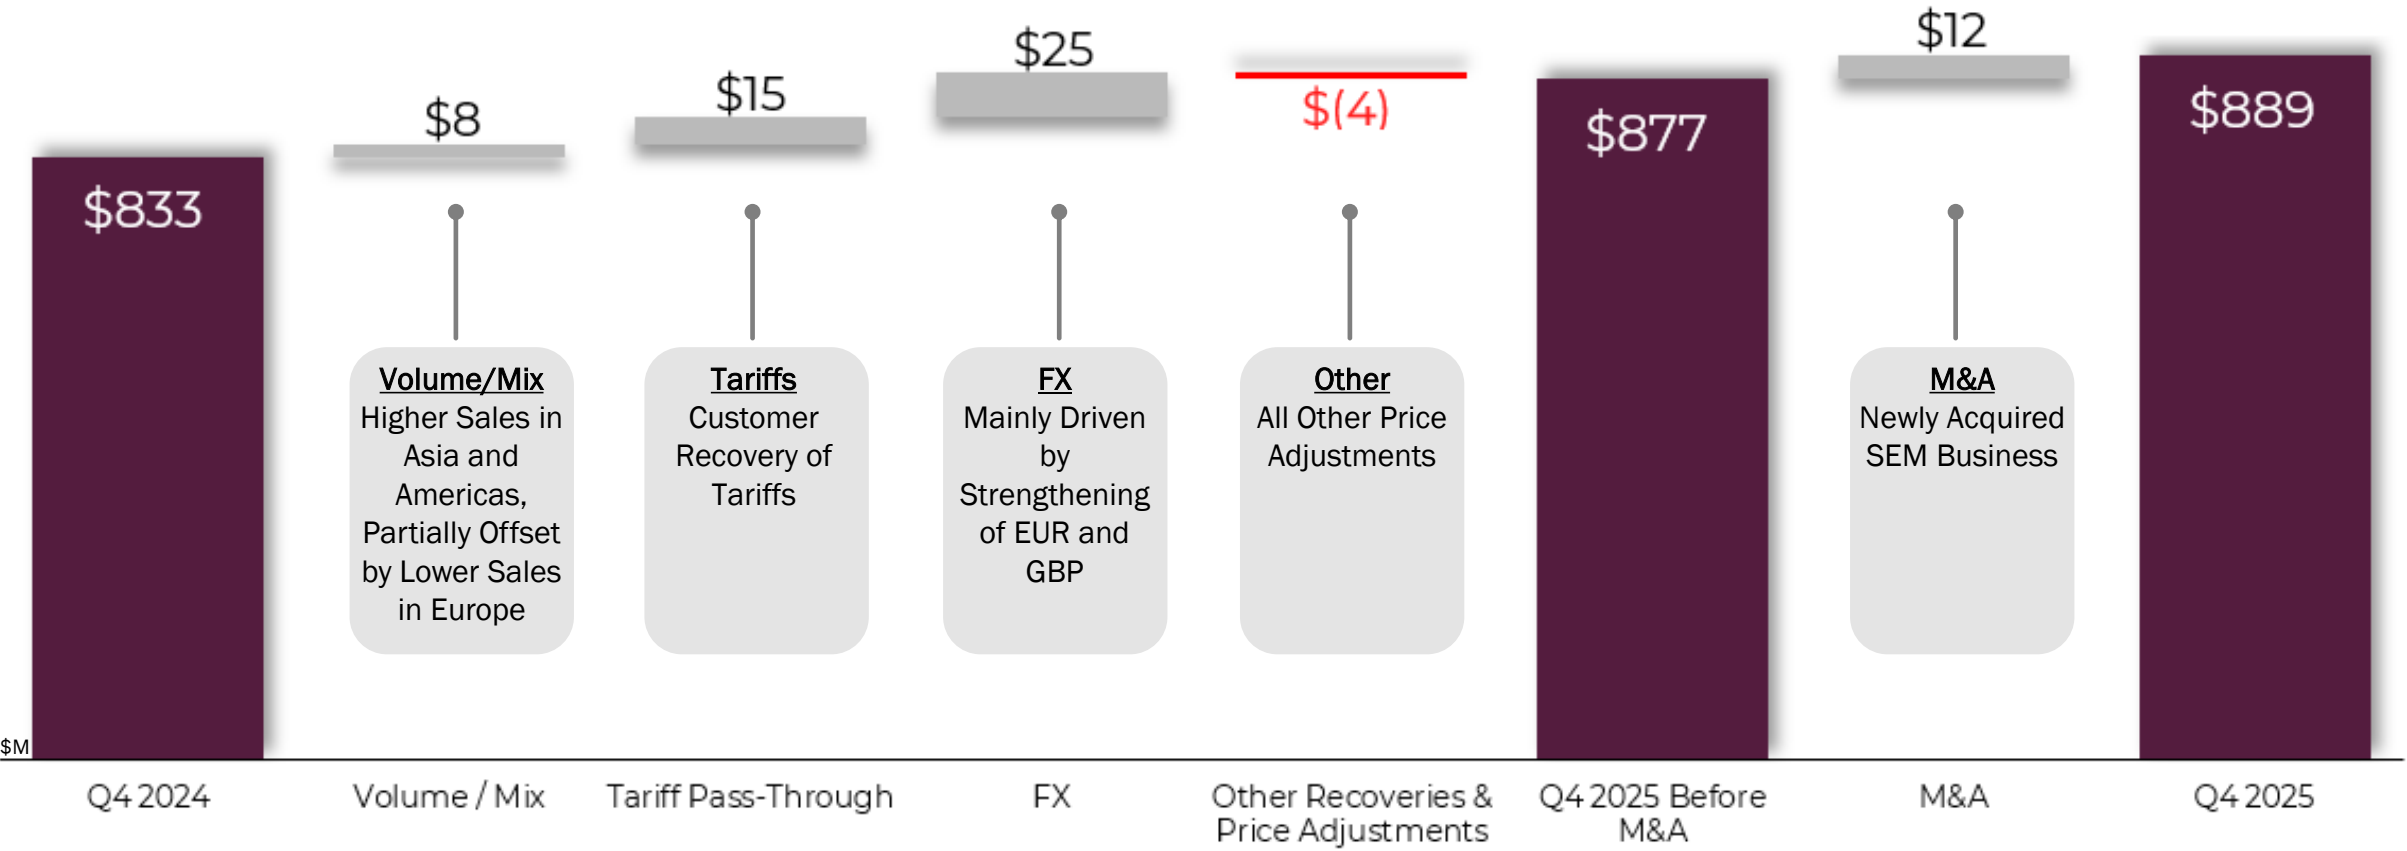 $833
$8
$15
$25
$(4)
$877
$12
$889
Volume/Mix
Higher Sales in
Asia and
Americas,
Partially Offset
by Lower Sales
in Europe
Tariffs
Customer
Recovery of
Tariffs
FX
Mainly Driven
by
Strengthening
of EUR and
GBP
Other
All Other Price
Adjustments
M&A
Newly Acquired
SEM Business
$M
Q4 2024
Volume / Mix
Tariff Pass-Through
FX
Other Recoveries &
Price Adjustments
Q4 2025 Before
M&A
M&A
Q4 2025